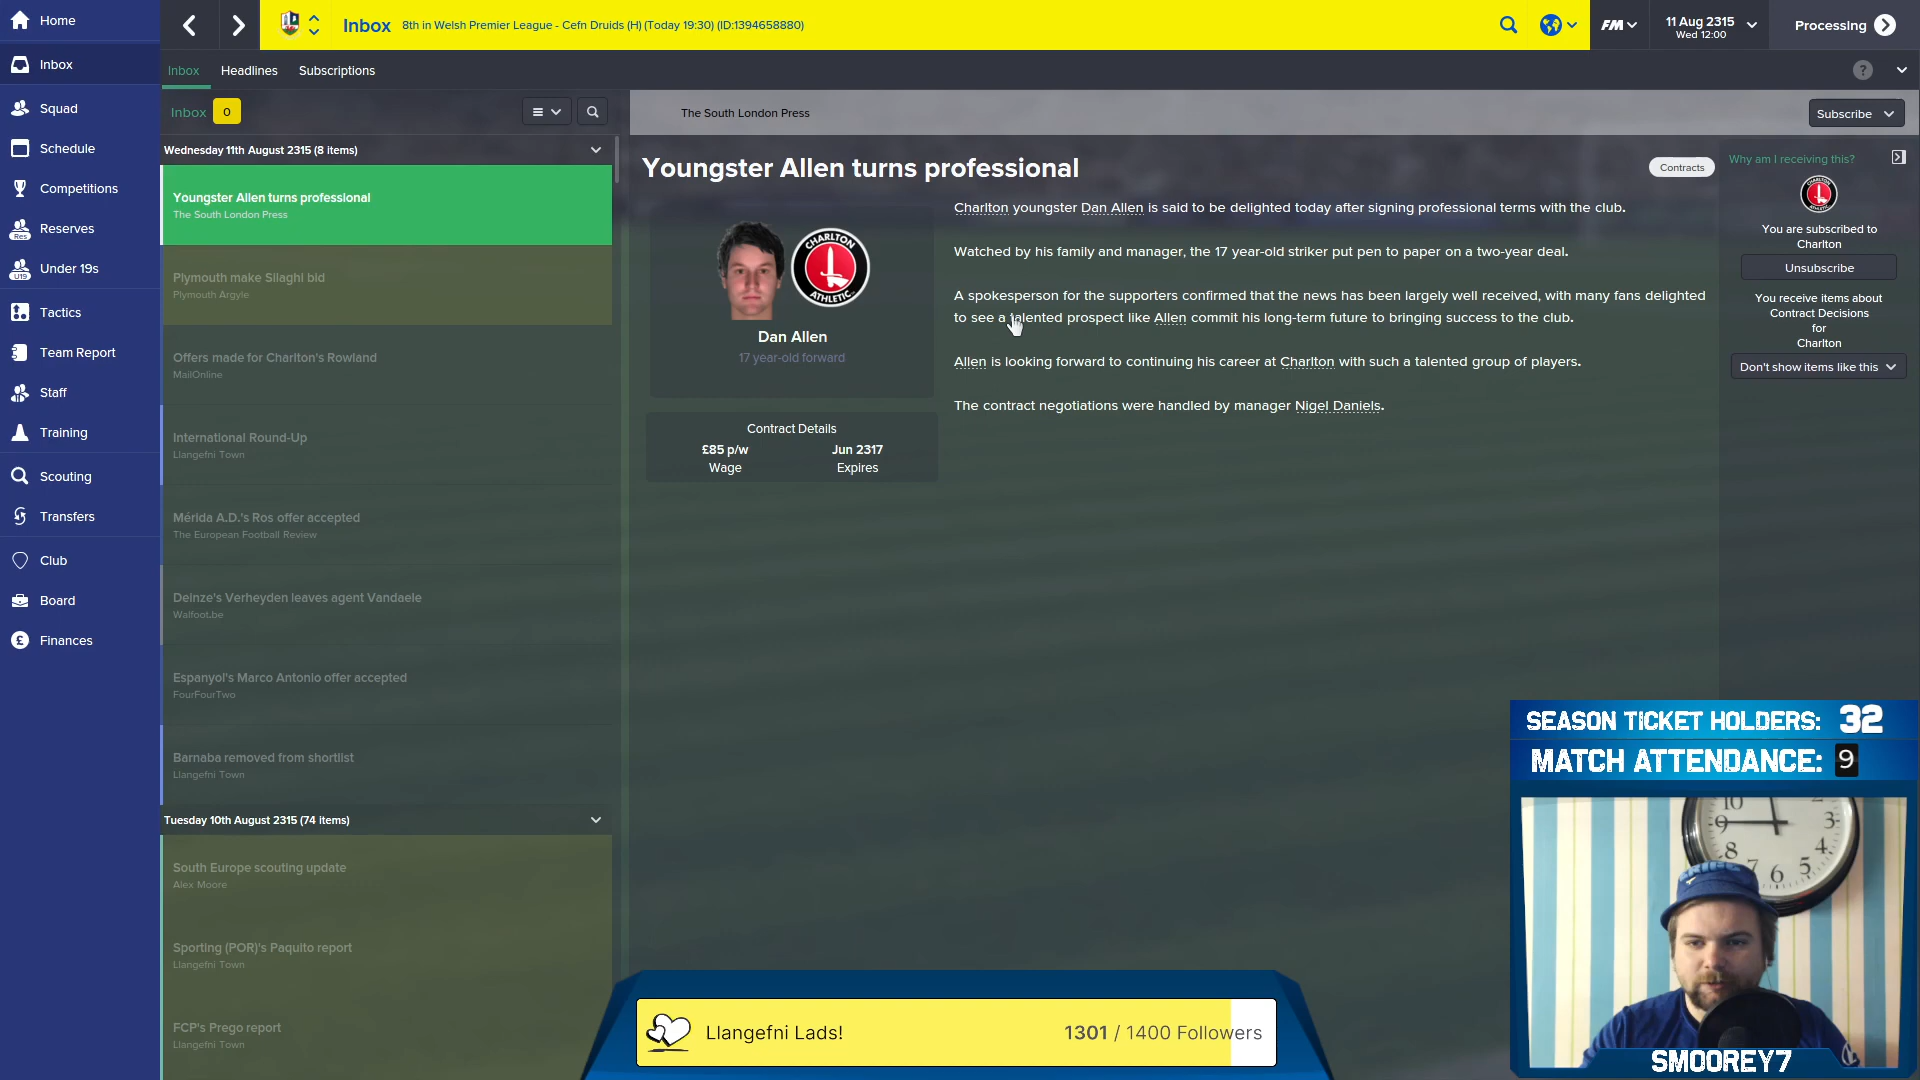 Home
Inbox
8th in Welsh Premier League - Cefn Druids (H) (Today 19:30) (ID:1394658880)
FM
11 Aug 2315
Wed 12:00
Processing
Inbox
Squad
Schedule
Competitions
Reserves
Res
Under 19s
U19
Tactics
Team Report
Staff
Training
Scouting
Transfers
Club
Board
Finances
Inbox
Headlines
Subscriptions
?
Inbox 0
Wednesday 11th August 2315 (8 items)
Youngster Allen turns professional
The South London Press
Plymouth make Silaghi bid
Plymouth Argyle
Offers made for Charlton's Rowland
MailOnline
International Round-Up
Llangefni Town
Mérida A.D.'s Ros offer accepted
The European Football Review
Deinze's Verheyden leaves agent Vandaele
Walfoot.be
Espanyol's Marco Antonio offer accepted
FourFourTwo
Barnaba removed from shortlist
Llangefni Town
Tuesday 10th August 2315 (74 items)
South Europe scouting update
Alex Moore
Sporting (POR)'s Paquito report
Llangefni Town
FCP's Prego report
Llangefni Town
The South London Press
Subscribe
Youngster Allen turns professional
Contracts
CHARLTON
ATHLETIC
Dan Allen
17 year-old forward
Contract Details
£85 p/w
Wage
Jun 2317
Expires
Charlton youngster Dan Allen is said to be delighted today after signing professional terms with the club.
Watched by his family and manager, the 17 year-old striker put pen to paper on a two-year deal.
A spokesperson for the supporters confirmed that the news has been largely well received, with many fans delighted
to see a talented prospect like Allen commit his long-term future to bringing success to the club.
Allen is looking forward to continuing his career at Charlton with such a talented group of players.
The contract negotiations were handled by manager Nigel Daniels.
Why am I receiving this?
You are subscribed to
Charlton
Unsubscribe
You receive items about
Contract Decisions
for
Charlton
Don't show items like this
SEASON TICKET HOLDERS: 32
MATCH ATTENDANCE: 9
10
2
9
3
8
4
7
6
5
SMOOREY7
Llangefni Lads!
1301 / 1400 Followers